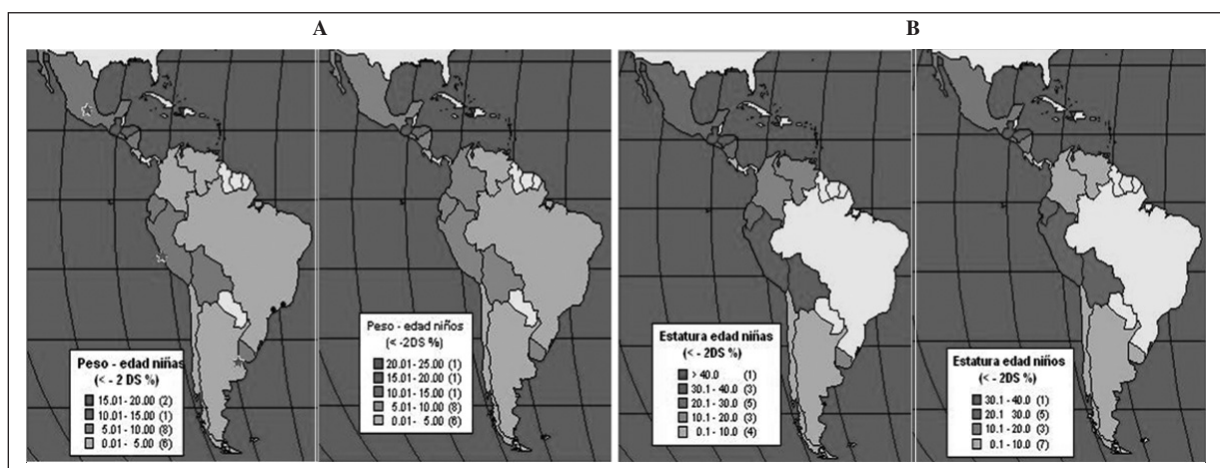 A
B
Peso - edad niñas
(< - 2 DS %)
15.01 - 20.00 (2)
10.01 - 15.00 (1)
5.01 - 10.00 (8)
0.01 - 5.00 (6)
Peso - edad niños
(< -2DS %)
20.01 - 25.00 (1)
15.01 - 20.00 (1)
10.01 - 15.00 (1)
5.01 - 10.00 (8)
0.01 - 5.00 (6)
Estatura edad niñas
(< - 2DS %)
> 40.0 (1)
30.1 - 40.0 (3)
20.1 - 30.0 (5)
10.1 - 20.0 (3)
0.1 - 10.0 (4)
Estatura edad niños
(< -2DS %)
30.1 - 40.0 (1)
20.1 30.0 (5)
10.1 - 20.0 (3)
0.1 - 10.0 (7)